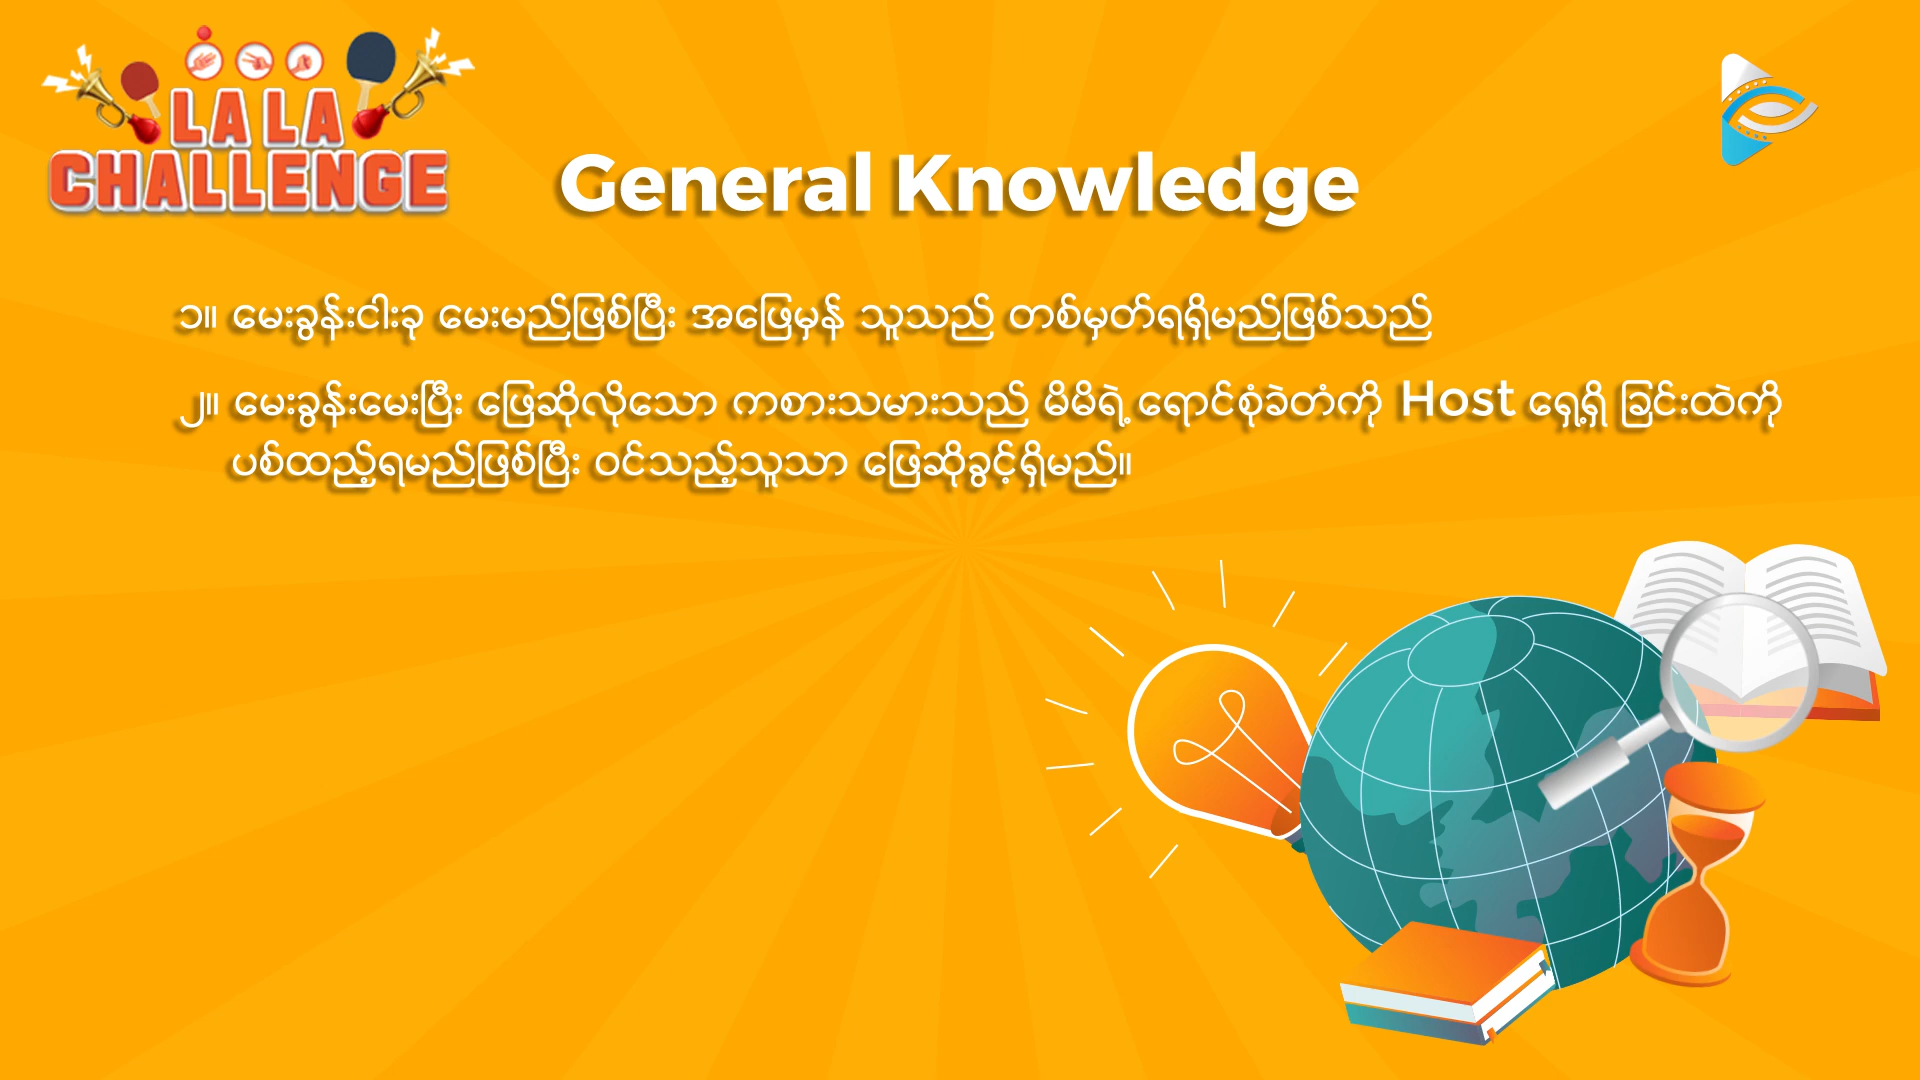 LA LA
CHALLENGE
General Knowledge
၁။ မေးခွန်းငါးခု မေးမည်ဖြစ်ပြီး အဖြေမှန် သူသည် တစ်မှတ်ရရှိမည်ဖြစ်သည်
၂။ မေးခွန်းမေးပြီး ဖြေဆိုလိုသော ကစားသမားသည် မိမိရဲ့ ရောင်စုံခဲတံကို Host ရှေ့ရှိ ခြင်းထဲကို
ပစ်ထည့်ရမည်ဖြစ်ပြီး ဝင်သည့်သူသာ ဖြေဆိုခွင့်ရှိမည်။